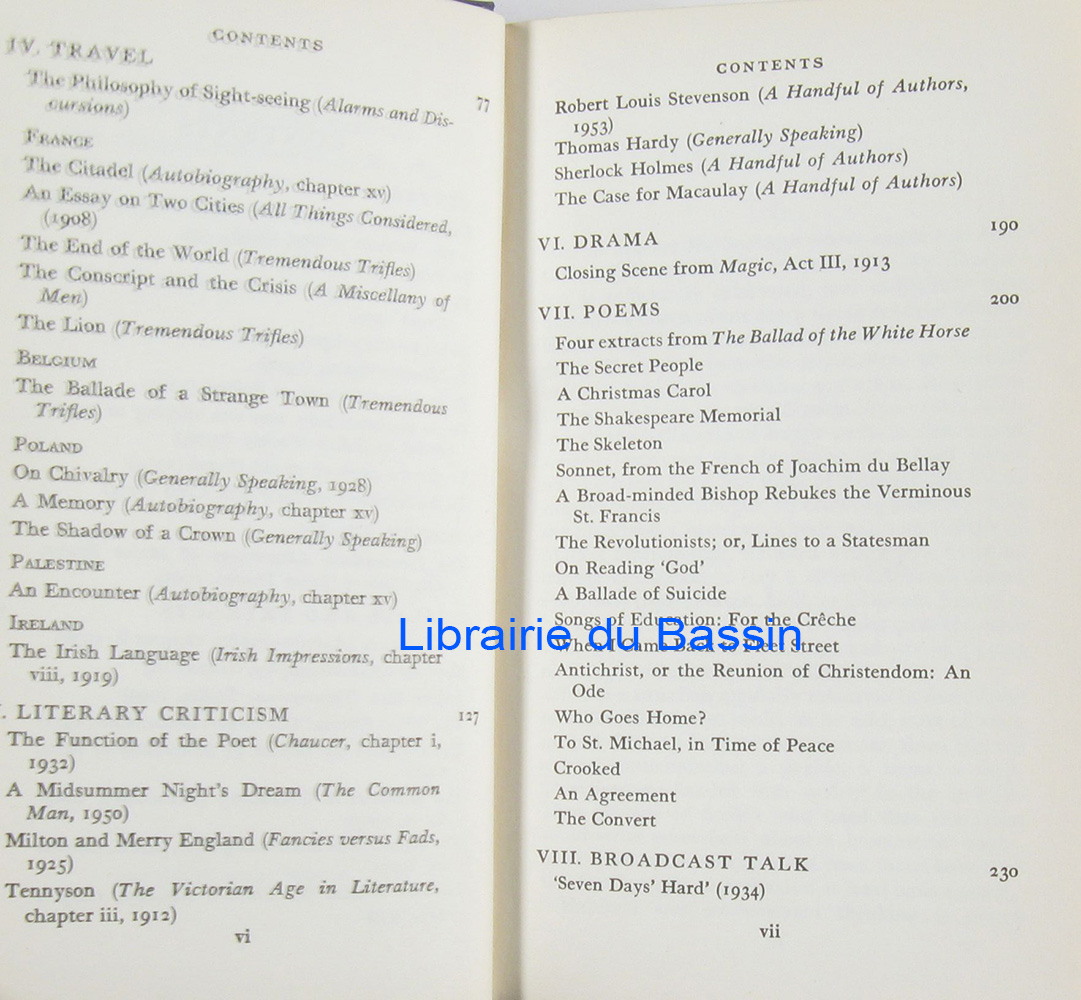 CONTENTS
IV. TRAVEL 77
The Philosophy of Sight-seeing (Alarms and Dis-
cursions)
FRANCE
The Citadel (Autobiography, chapter xv)
An Essay on Two Cities (All Things Considered,
(1908)
The End of the World (Tremendous Trifles)
The Conscript and the Crisis (A Miscellany of
Men)
The Lion (Tremendous Trifles)
BELGIUM
The Ballade of a Strange Town (Tremendous
Trifles)
POLAND
On Chivalry (Generally Speaking, 1928)
A Memory (Autobiography, chapter xv)
The Shadow of a Crown (Generally Speaking)
PALESTINE
An Encounter (Autobiography, chapter xv)
IRELAND
The Irish Language (Irish Impressions, chapter
viii, 1919)
. LITERARY CRITICISM 127
The Function of the Poet (Chaucer, chapter i,
1932)
A Midsummer Night's Dream (The Common
Man, 1950)
Milton and Merry England (Fancies versus Fads,
1925)
Tennyson (The Victorian Age in Literature,
chapter iii, 1912)
vi
CONTENTS
Robert Louis Stevenson (A Handful of Authors,
1953)
Thomas Hardy (Generally Speaking)
Sherlock Holmes (A Handful of Authors)
The Case for Macaulay (A Handful of Authors)
VI. DRAMA 190
Closing Scene from Magic, Act III, 1913
VII. POEMS 200
Four extracts from The Ballad of the White Horse
The Secret People
A Christmas Carol
The Shakespeare Memorial
The Skeleton
Sonnet, from the French of Joachim du Bellay
A Broad-minded Bishop Rebukes the Verminous
St. Francis
The Revolutionists; or, Lines to a Statesman
On Reading 'God'
A Ballade of Suicide
Songs of Education: For the Crêche
When I Came Back to Fleet Street
Antichrist, or the Reunion of Christendom: An
Ode
Who Goes Home?
To St. Michael, in Time of Peace
Crooked
An Agreement
The Convert
VIII. BROADCAST TALK 230
'Seven Days' Hard' (1934)
vii
Librairie du Bassin